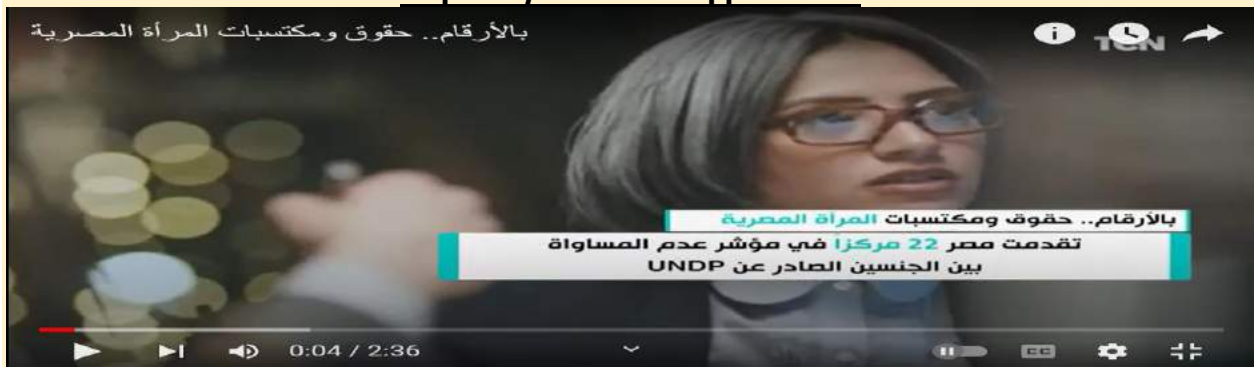 بالأرقام.. حقوق ومكتسبات المرأة المصرية
TEN
بالأرقام.. حقوق ومكتسبات المرأة المصرية
تقدمت مصر 22 مركزاً في مؤشر عدم المساواة
بين الجنسين الصادر عن UNDP
0:04 / 2:36
CC